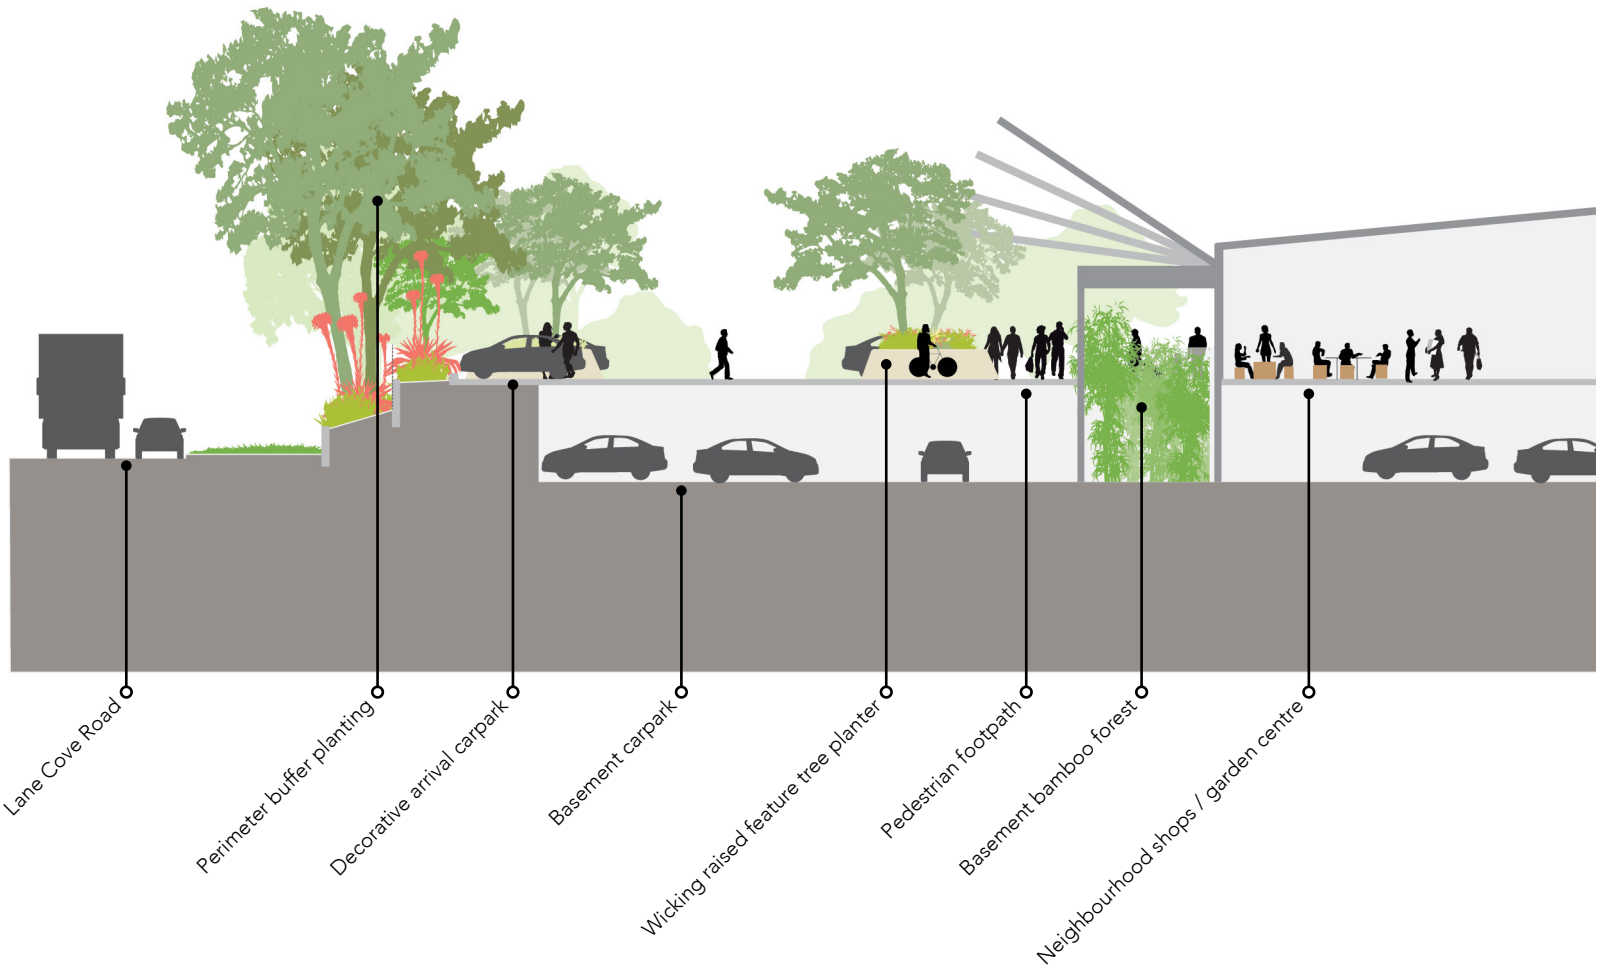 Lane Cove Road
Perimeter buffer planting
Decorative arrival carpark
Basement carpark
Wicking raised feature tree planter
Pedestrian footpath
Basement bamboo forest
Neighbourhood shops / garden centre